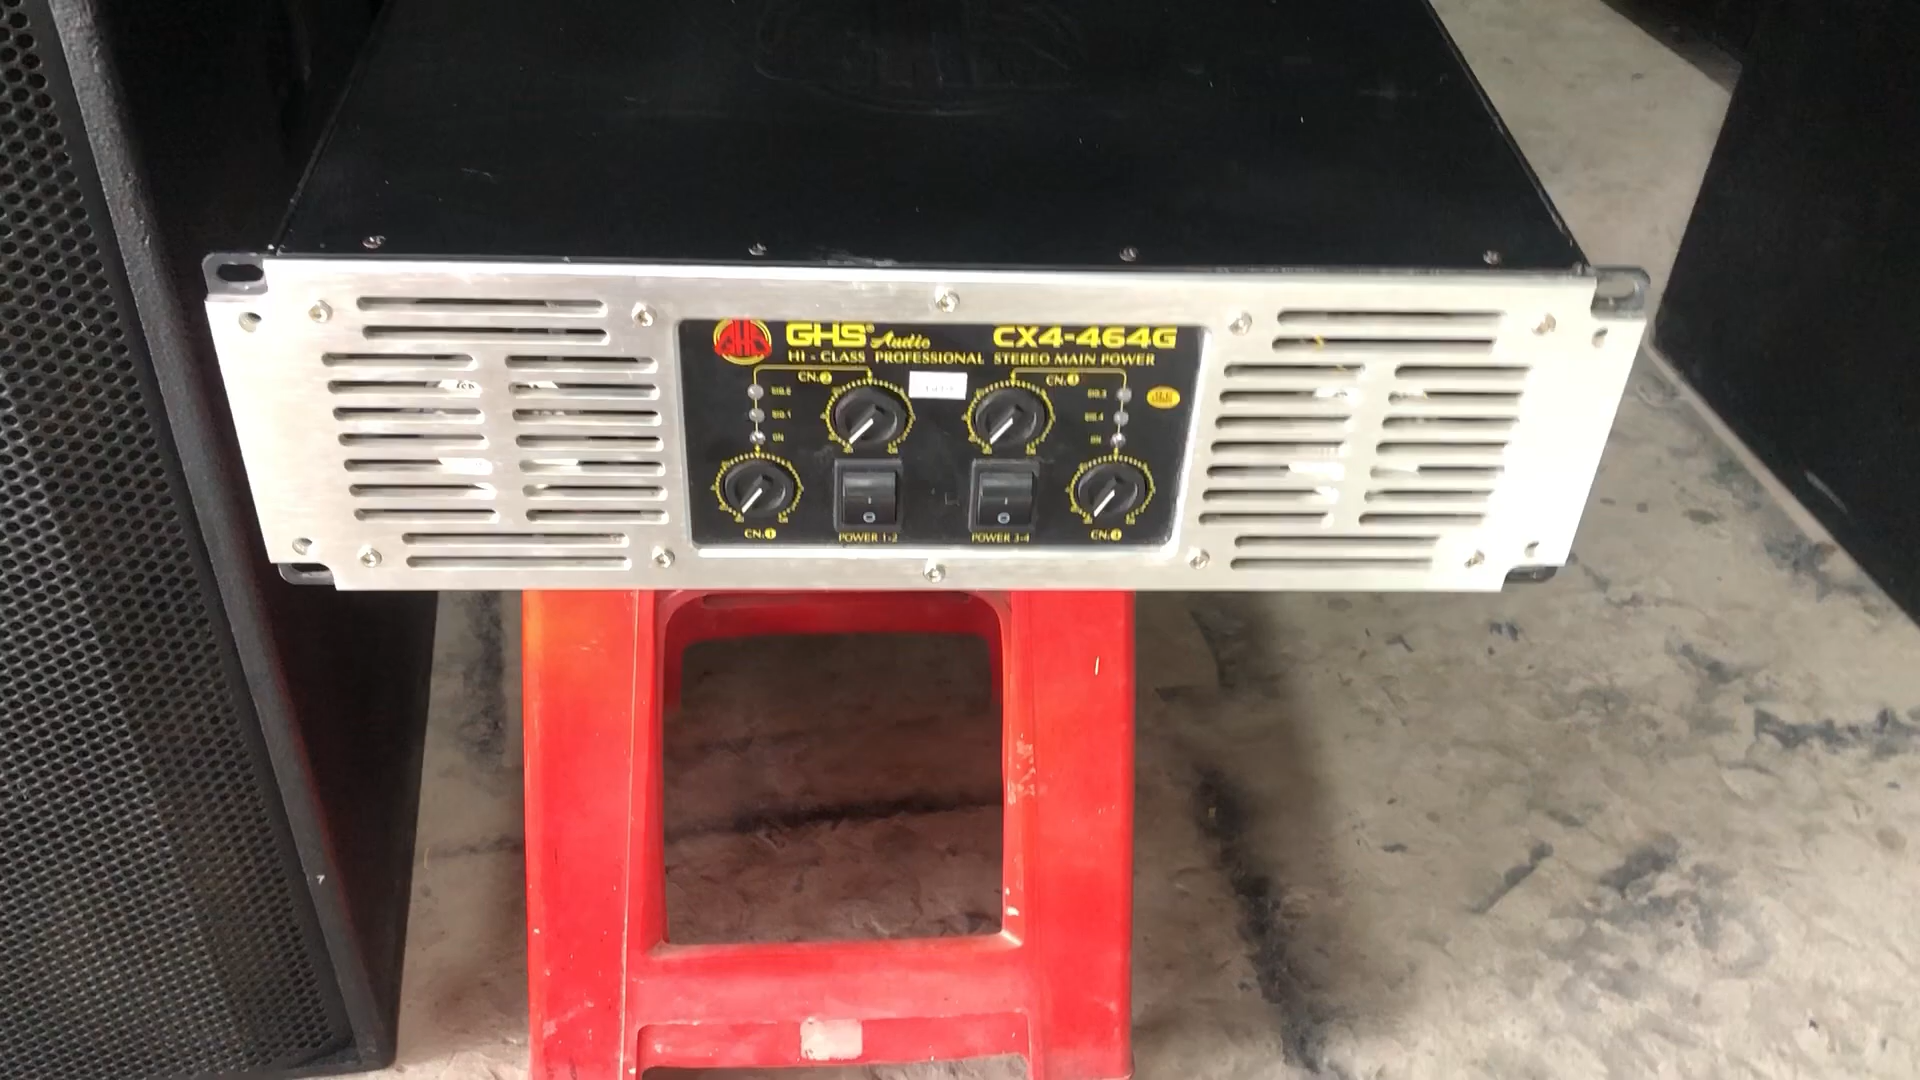 GHS® Audio CX4-464G
HI - CLASS PROFESSIONAL STEREO MAIN POWER
CN.2 CN.3
SIG.2 SIG.3
SIG.1 SIG.4
ON ON
CN.1 POWER 1-2 POWER 3-4 CN.4